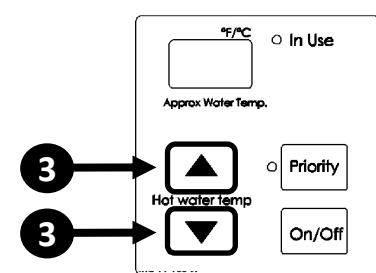 °F/°C
In Use
Approx Water Temp.
3
Priority
Hot water temp
3
On/Off